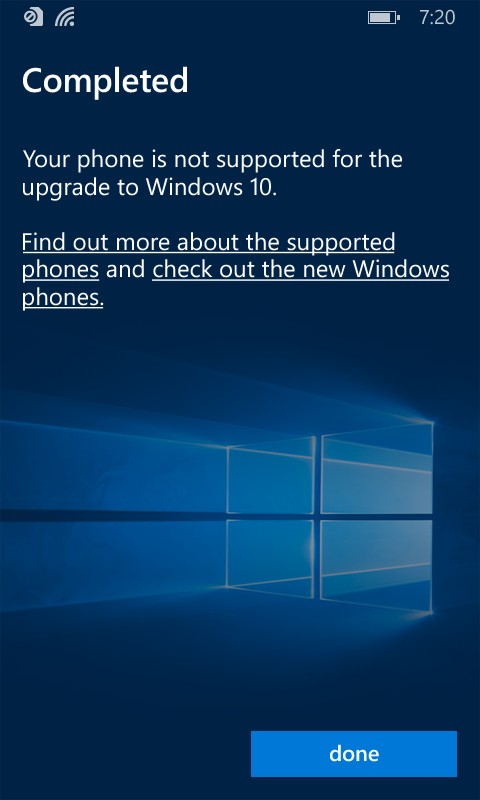 7:20
Completed
Your phone is not supported for the
upgrade to Windows 10.
Find out more about the supported
phones and check out the new Windows
phones.
done